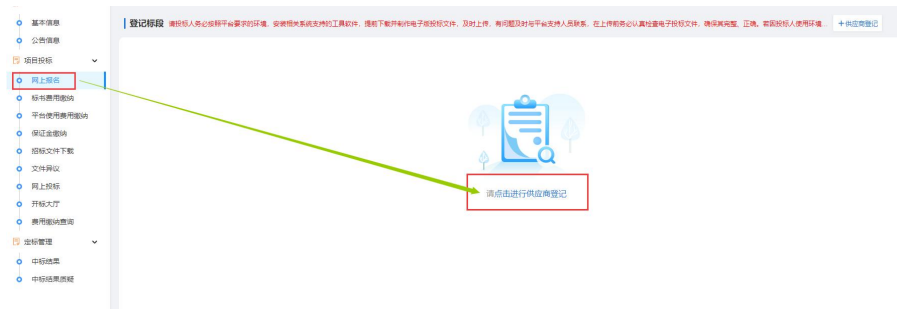 基本信息
公告信息
项目投标
网上报名
标书费用缴纳
平台使用费用缴纳
保证金缴纳
招标文件下载
文件异议
网上投标
开标大厅
费用缴纳查询
定标管理
中标结果
中标结果质疑
登记标段 请投标人务必按照平台要求的环境，安装相关系统支持的工具软件，提前下载并制作电子版投标文件，及时上传，有问题及时与平台支持人员联系，在上传前务必认真检查电子投标文件，确保其完整、正确。若因投标人使用环境... +供应商登记
请点击进行供应商登记